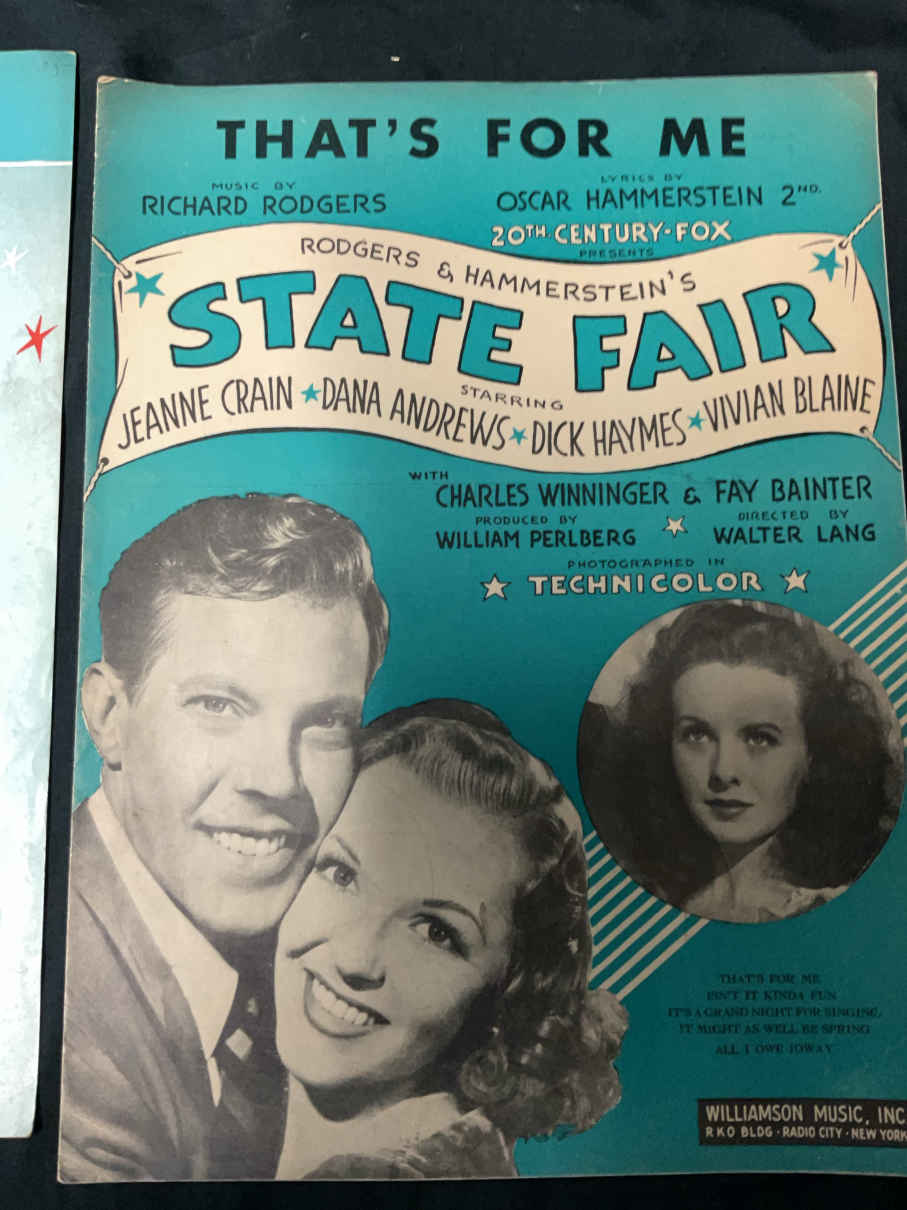 THAT'S FOR ME
MUSIC BY
RICHARD RODGERS
LYRICS BY
OSCAR HAMMERSTEIN 2ND.
20TH CENTURY-FOX
PRESENTS
RODGERS & HAMMERSTEIN'S
STATE FAIR
STARRING
JEANNE CRAIN ★ DANA ANDREWS ★ DICK HAYMES ★ VIVIAN BLAINE
WITH
CHARLES WINNINGER & FAY BAINTER
PRODUCED BY
WILLIAM PERLBERG
DIRECTED BY
WALTER LANG
PHOTOGRAPHED IN
TECHNICOLOR
THAT'S FOR ME
ISN'T IT KINDA FUN
IT'S A GRAND NIGHT FOR SINGING
IT MIGHT AS WELL BE SPRING
ALL I OWE IOWAY
WILLIAMSON MUSIC, INC
RKO BLDG · RADIO CITY · NEW YORK